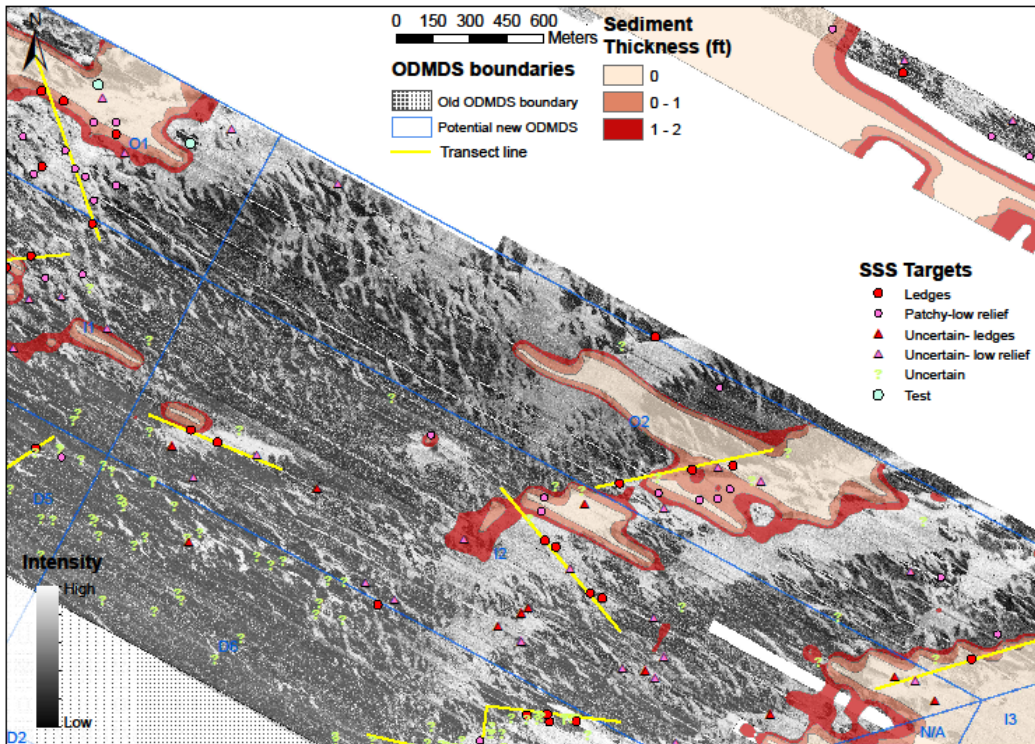 N
0 150 300 450 600
Meters
ODMDS boundaries
Old ODMDS boundary
Potential new ODMDS
Transect line
Sediment
Thickness (ft)
0
0 - 1
1 - 2
SSS Targets
Ledges
Patchy-low relief
Uncertain- ledges
Uncertain- low relief
? Uncertain
Test
O1
I1
O2
D5
I2
D6
D2
I3
N/A
Intensity
High
Low